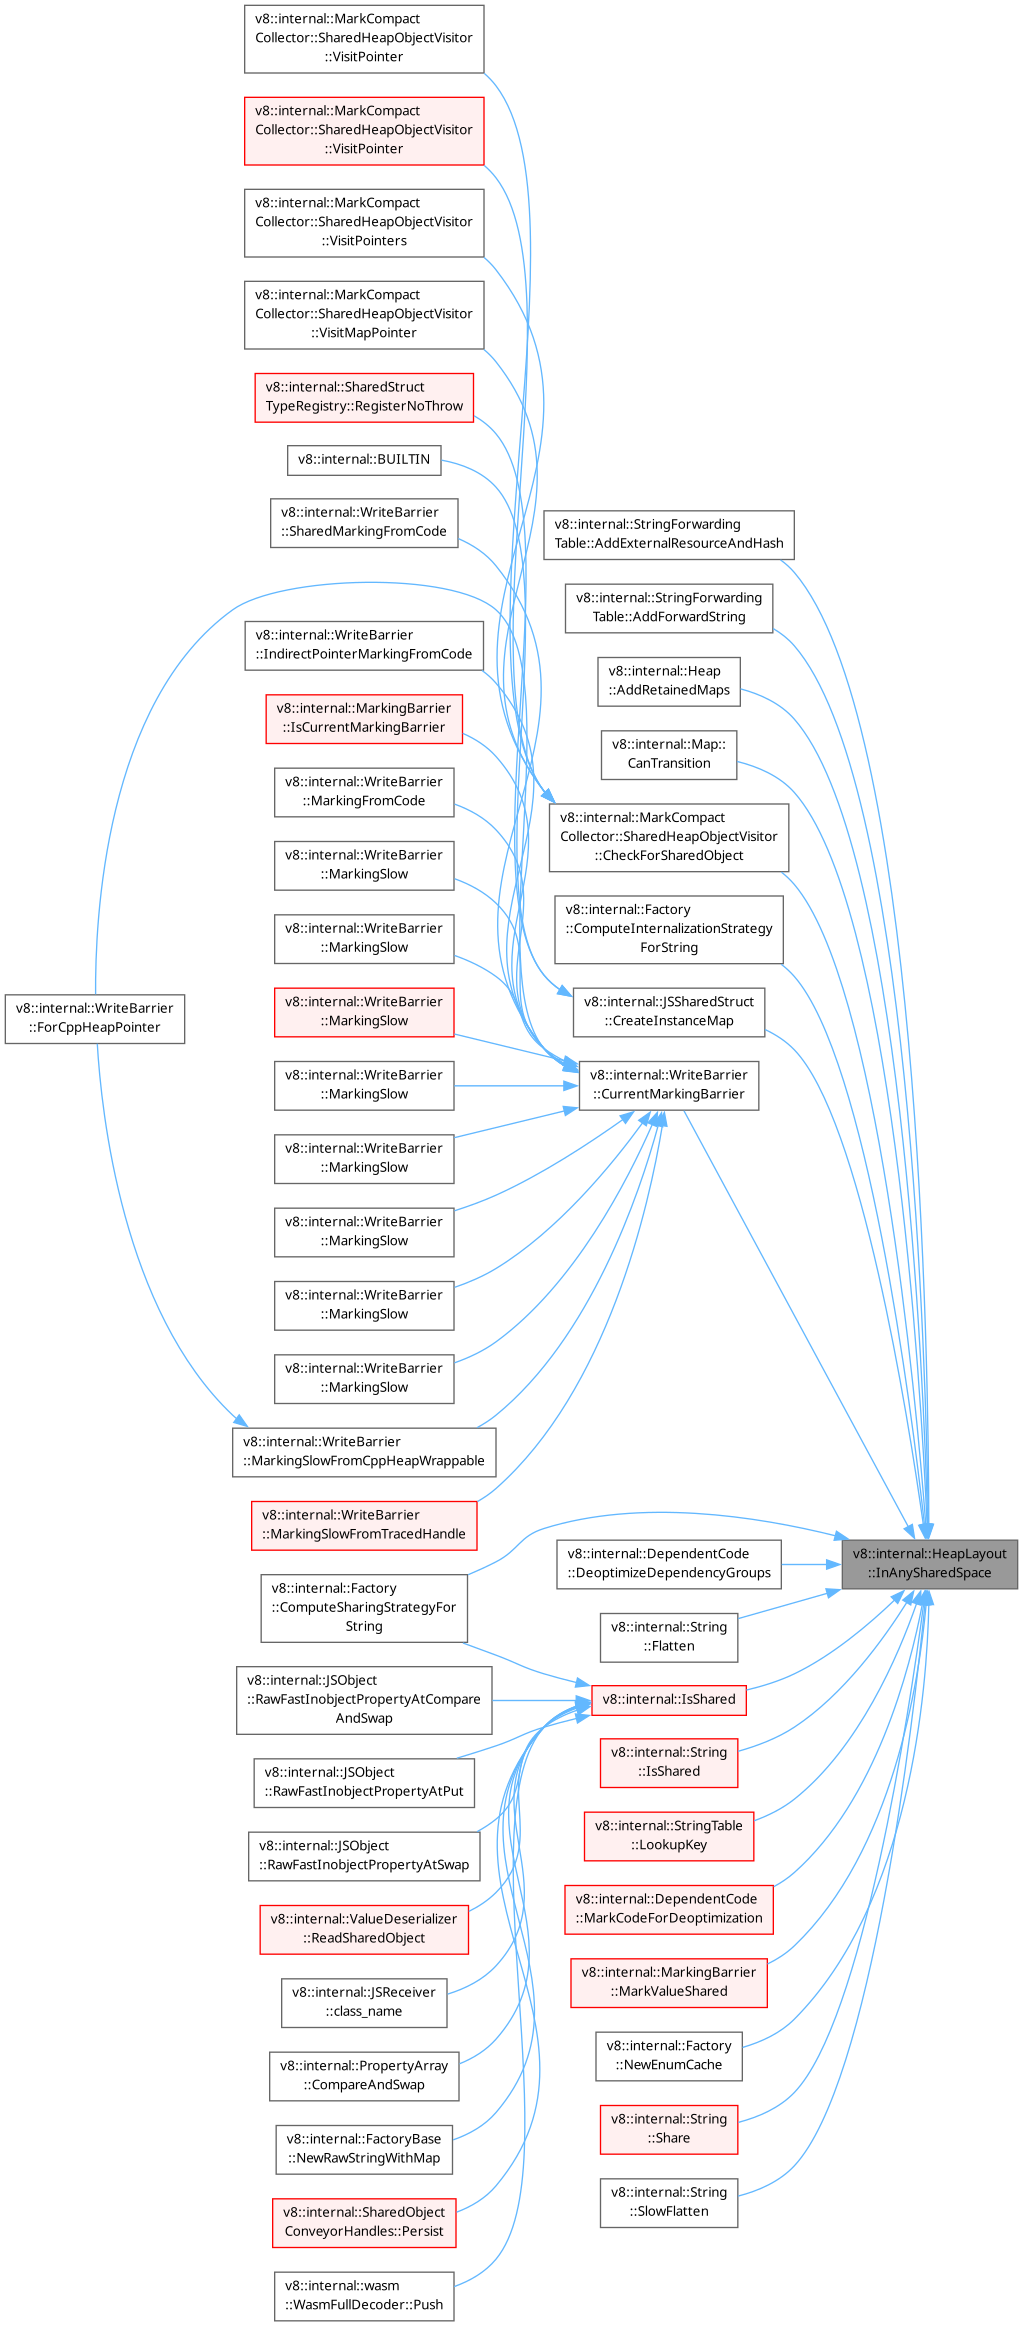 v8::internal::MarkCompact
Collector::SharedHeapObjectVisitor
::VisitPointer
v8::internal::MarkCompact
Collector::SharedHeapObjectVisitor
::VisitPointer
v8::internal::MarkCompact
Collector::SharedHeapObjectVisitor
::VisitPointers
v8::internal::MarkCompact
Collector::SharedHeapObjectVisitor
::VisitMapPointer
v8::internal::SharedStruct
TypeRegistry::RegisterNoThrow
v8::internal::BUILTIN
v8::internal::WriteBarrier
::SharedMarkingFromCode
v8::internal::WriteBarrier
::IndirectPointerMarkingFromCode
v8::internal::MarkingBarrier
::IsCurrentMarkingBarrier
v8::internal::WriteBarrier
::MarkingFromCode
v8::internal::WriteBarrier
::MarkingSlow
v8::internal::WriteBarrier
::MarkingSlow
v8::internal::WriteBarrier
::MarkingSlow
v8::internal::WriteBarrier
::ForCppHeapPointer
v8::internal::WriteBarrier
::MarkingSlow
v8::internal::WriteBarrier
::MarkingSlow
v8::internal::WriteBarrier
::MarkingSlow
v8::internal::WriteBarrier
::MarkingSlow
v8::internal::WriteBarrier
::MarkingSlow
v8::internal::WriteBarrier
::MarkingSlowFromCppHeapWrappable
v8::internal::WriteBarrier
::MarkingSlowFromTracedHandle
v8::internal::Factory
::ComputeSharingStrategyFor
String
v8::internal::JSObject
::RawFastInobjectPropertyAtCompare
AndSwap
v8::internal::JSObject
::RawFastInobjectPropertyAtPut
v8::internal::JSObject
::RawFastInobjectPropertyAtSwap
v8::internal::ValueDeserializer
::ReadSharedObject
v8::internal::JSReceiver
::class_name
v8::internal::PropertyArray
::CompareAndSwap
v8::internal::FactoryBase
::NewRawStringWithMap
v8::internal::SharedObject
ConveyorHandles::Persist
v8::internal::wasm
::WasmFullDecoder::Push
v8::internal::StringForwarding
Table::AddExternalResourceAndHash
v8::internal::StringForwarding
Table::AddForwardString
v8::internal::Heap
::AddRetainedMaps
v8::internal::Map::
CanTransition
v8::internal::MarkCompact
Collector::SharedHeapObjectVisitor
::CheckForSharedObject
v8::internal::Factory
::ComputeInternalizationStrategy
ForString
v8::internal::JSSharedStruct
::CreateInstanceMap
v8::internal::WriteBarrier
::CurrentMarkingBarrier
v8::internal::DependentCode
::DeoptimizeDependencyGroups
v8::internal::String
::Flatten
v8::internal::IsShared
v8::internal::String
::IsShared
v8::internal::StringTable
::LookupKey
v8::internal::DependentCode
::MarkCodeForDeoptimization
v8::internal::MarkingBarrier
::MarkValueShared
v8::internal::Factory
::NewEnumCache
v8::internal::String
::Share
v8::internal::String
::SlowFlatten
v8::internal::HeapLayout
::InAnySharedSpace